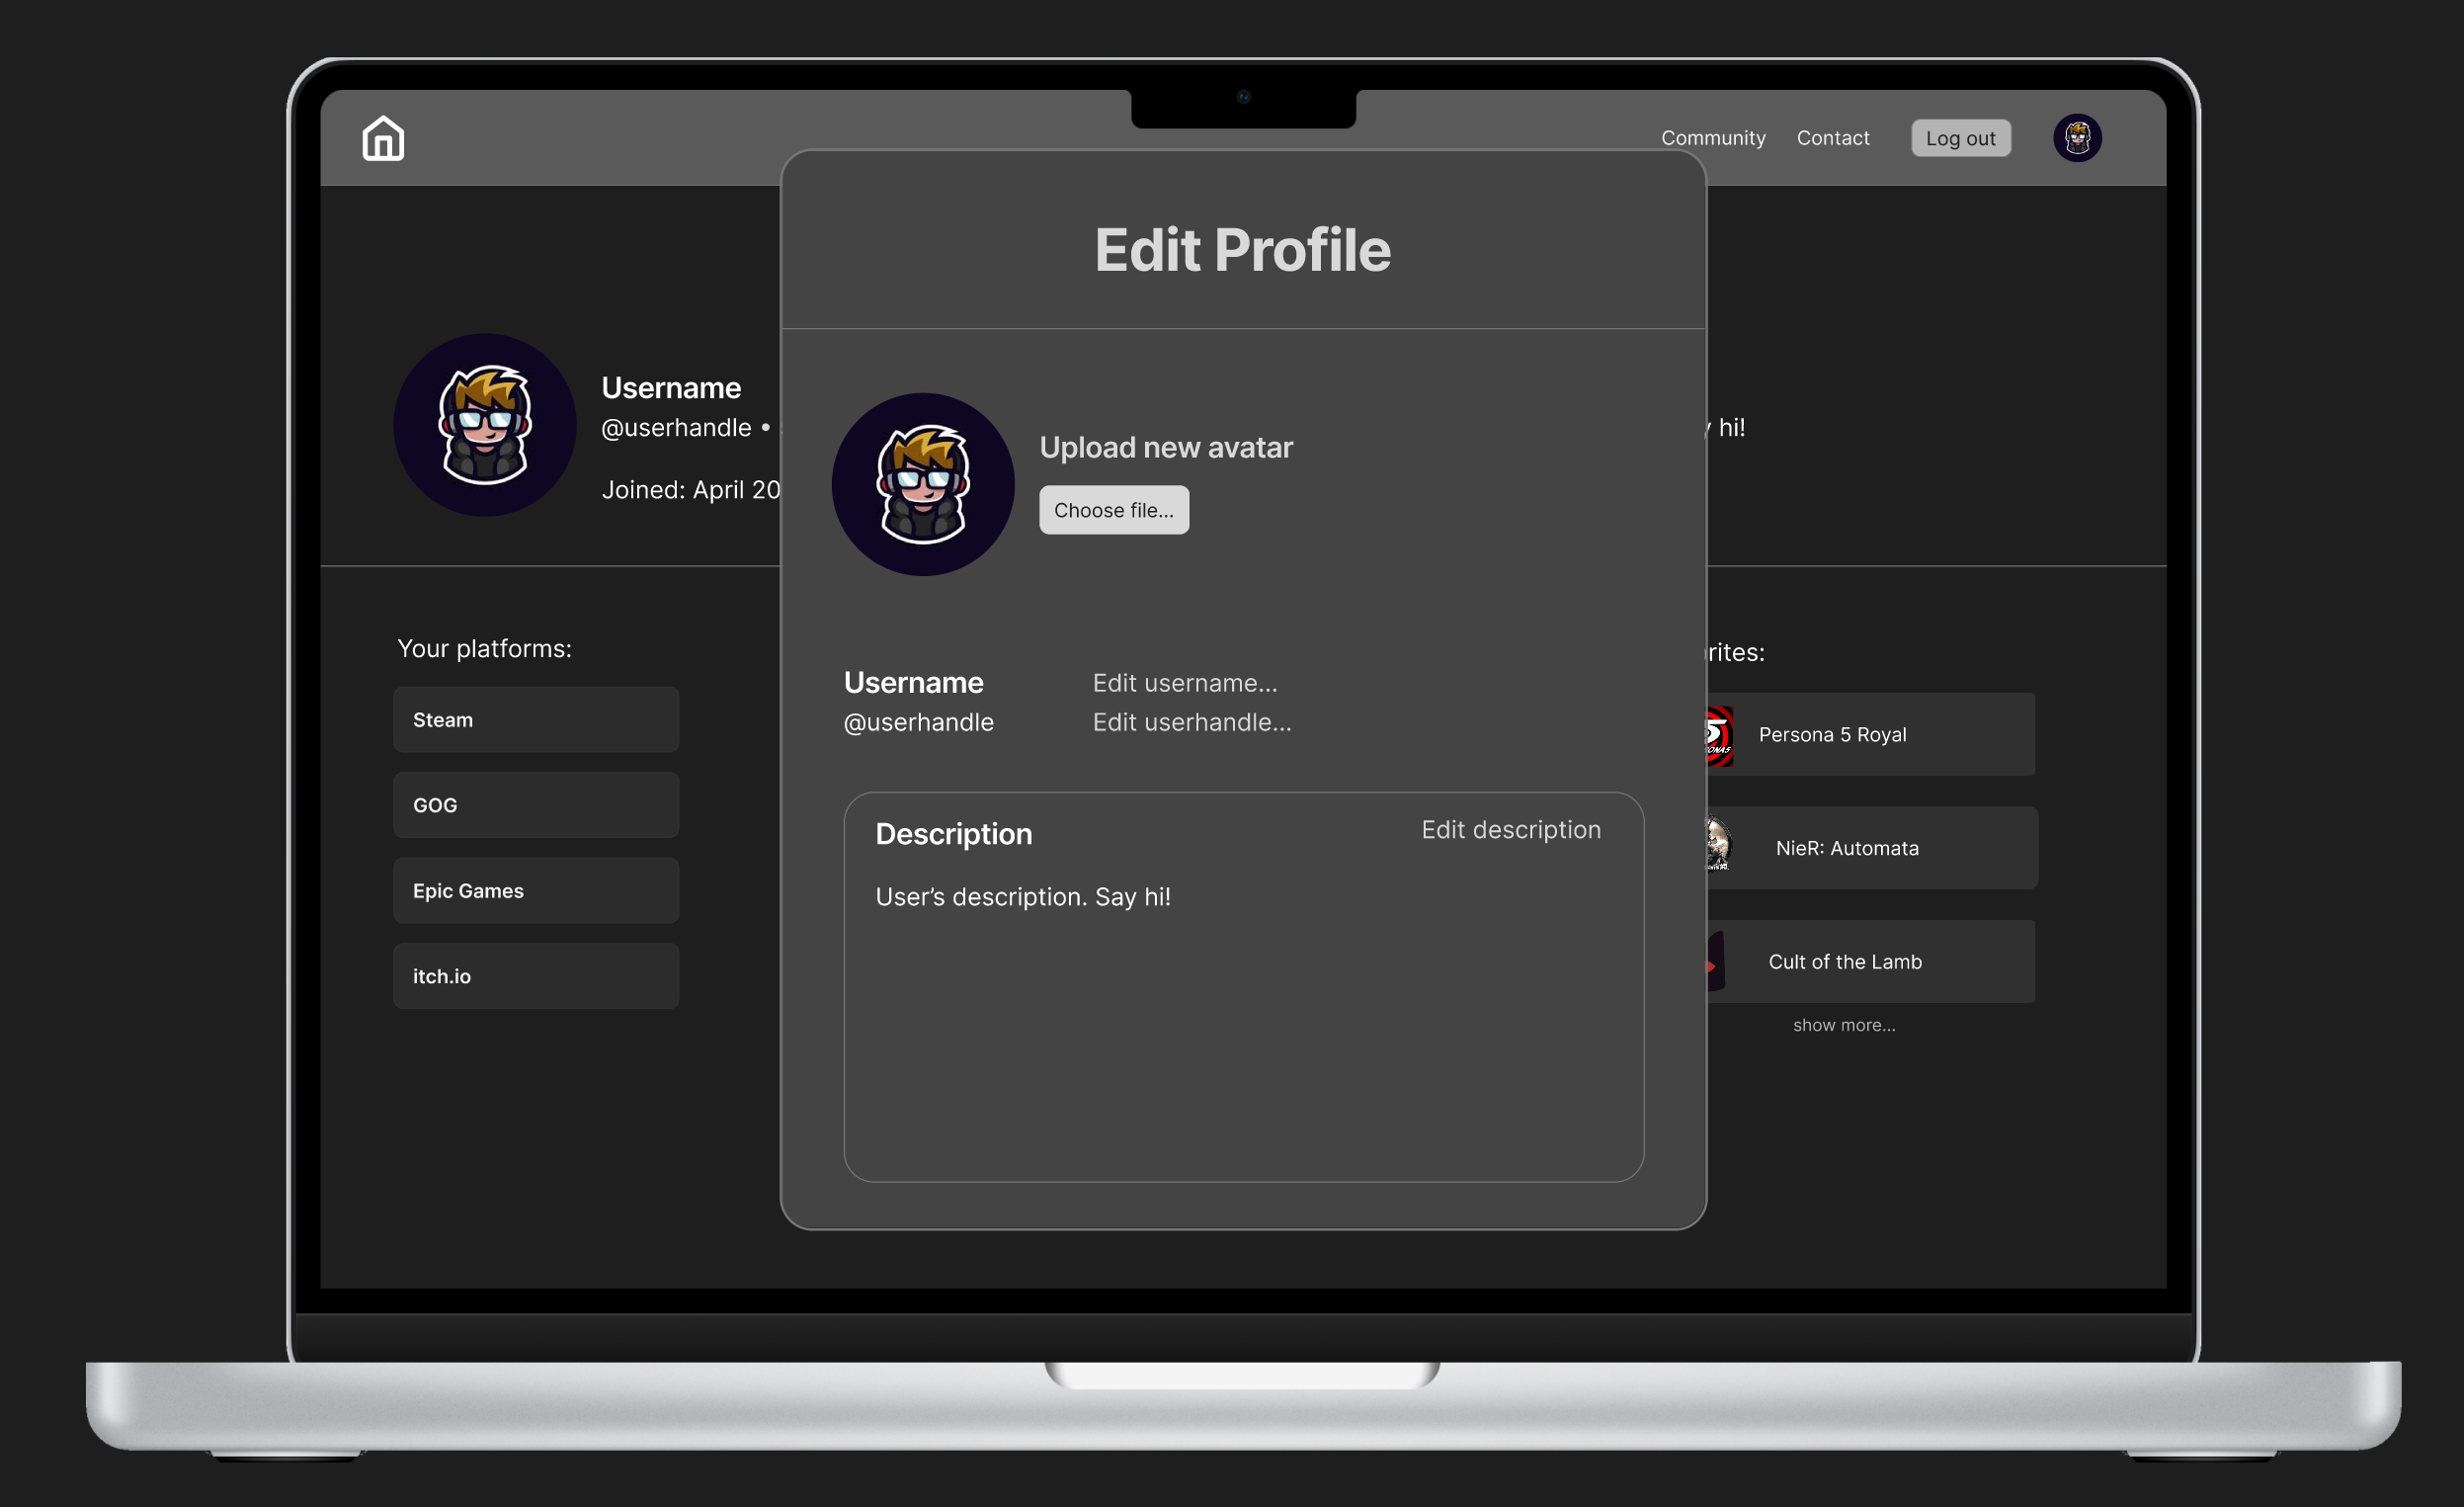 Community
Contact
Log out
Edit Profile
Username
@userhandle •
Joined: April 20
Upload new avatar
Choose file...
hi!
Your platforms:
Steam
GOG
Epic Games
itch.io
Username
Edit username...
@userhandle
Edit userhandle...
Description
Edit description
User’s description. Say hi!
rites:
Persona 5 Royal
NieR: Automata
Cult of the Lamb
show more...